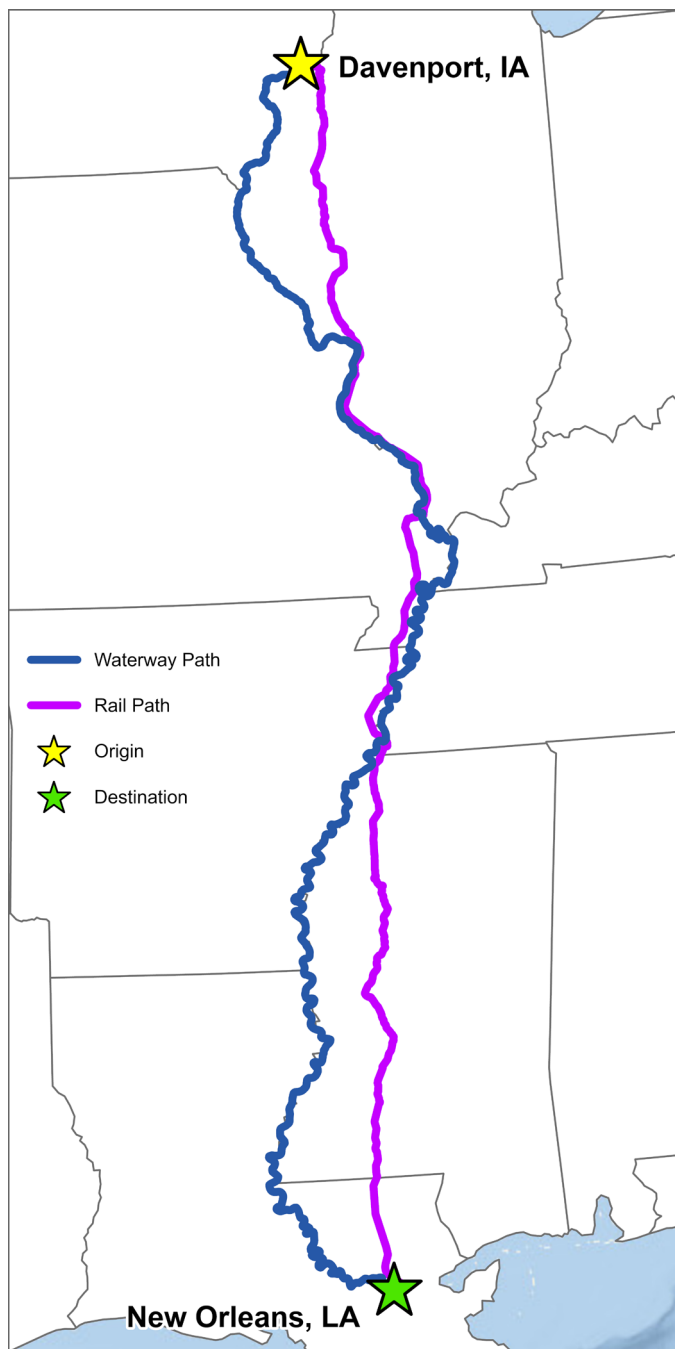 Davenport, IA
Waterway Path
Rail Path
Origin
Destination
New Orleans, LA